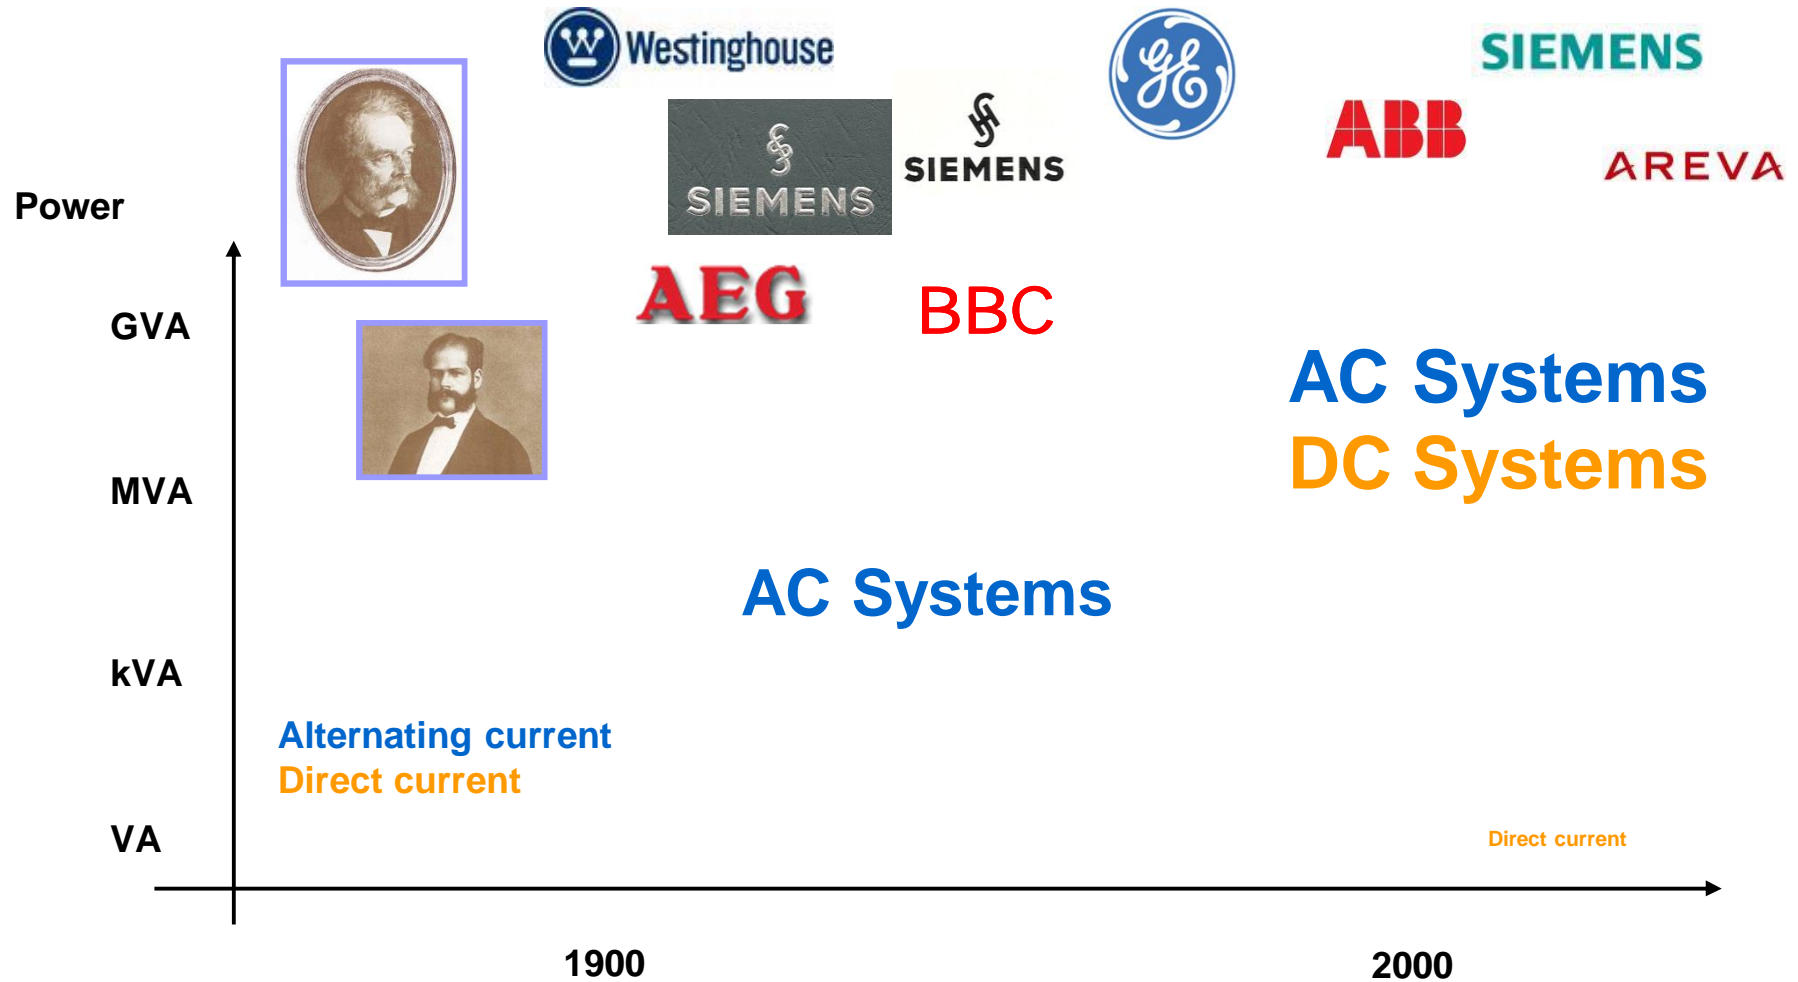 Westinghouse
SIEMENS
SIEMENS
GE
SIEMENS
ABB
AREVA
Power
AEG
BBC
GVA
AC Systems
DC Systems
MVA
AC Systems
kVA
Alternating current
Direct current
VA
Direct current
1900
2000